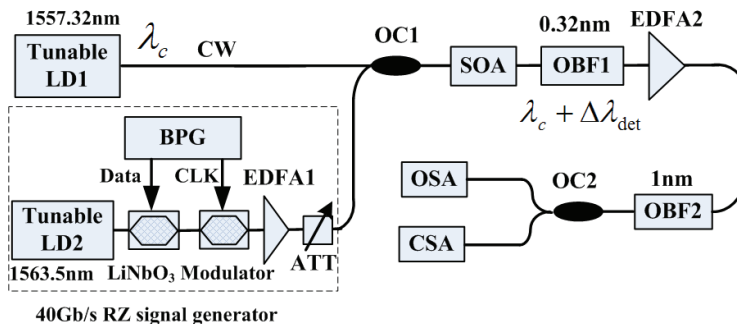 1557.32nm
Tunable
LD1
λc
CW
OC1
SOA
0.32nm
OBF1
EDFA2
λc + Δλdet
BPG
Data
CLK
EDFA1
Tunable
LD2
ATT
1563.5nm
LiNbO3 Modulator
40Gb/s RZ signal generator
OSA
CSA
OC2
1nm
OBF2